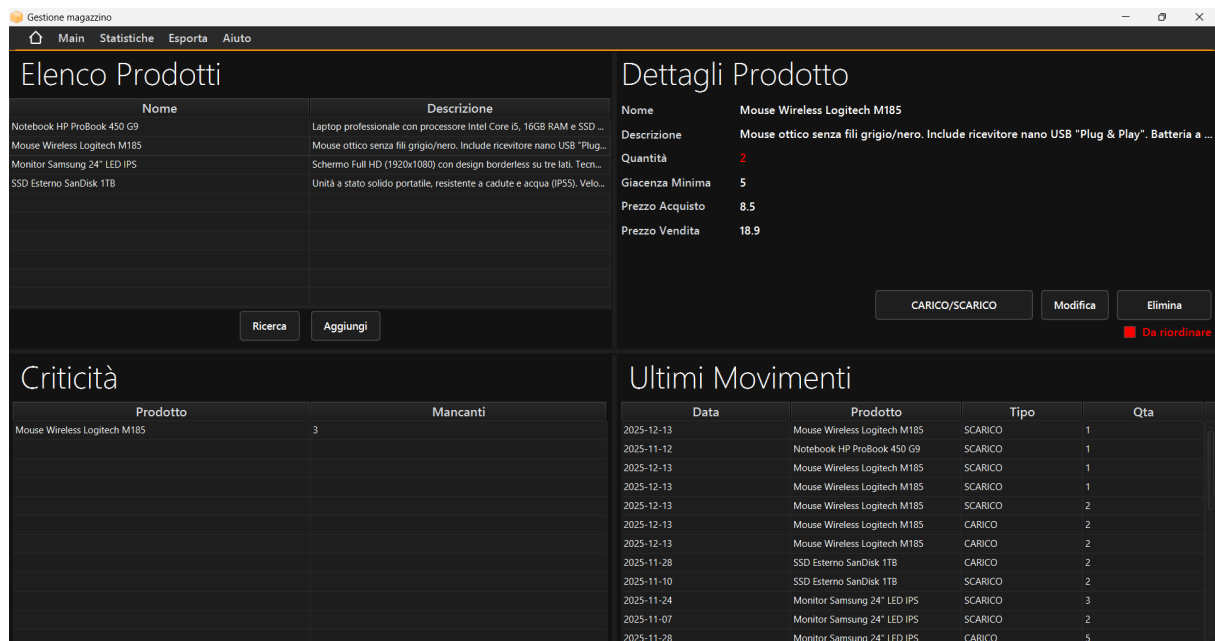 Gestione magazzino
Main Statistiche Esporta Aiuto
Elenco Prodotti
Nome Descrizione
Notebook HP ProBook 450 G9 Laptop professionale con processore Intel Core i5, 16GB RAM e SSD ...
Mouse Wireless Logitech M185 Mouse ottico senza fili grigio/nero. Include ricevitore nano USB "Plug...
Monitor Samsung 24" LED IPS Schermo Full HD (1920x1080) con design borderless su tre lati. Tecn...
SSD Esterno SanDisk 1TB Unità a stato solido portatile, resistente a cadute e acqua (IP55). Velo...
Ricerca Aggiungi
Dettagli Prodotto
Nome Mouse Wireless Logitech M185
Descrizione Mouse ottico senza fili grigio/nero. Include ricevitore nano USB "Plug & Play". Batteria a ...
Quantità 2
Giacenza Minima 5
Prezzo Acquisto 8.5
Prezzo Vendita 18.9
CARICO/SCARICO Modifica Elimina
Da riordinare
Criticità
Prodotto Mancanti
Mouse Wireless Logitech M185 3
Ultimi Movimenti
Data Prodotto Tipo Qta
2025-12-13 Mouse Wireless Logitech M185 SCARICO 1
2025-11-12 Notebook HP ProBook 450 G9 SCARICO 1
2025-12-13 Mouse Wireless Logitech M185 SCARICO 1
2025-12-13 Mouse Wireless Logitech M185 SCARICO 1
2025-12-13 Mouse Wireless Logitech M185 SCARICO 2
2025-12-13 Mouse Wireless Logitech M185 CARICO 2
2025-12-13 Mouse Wireless Logitech M185 CARICO 2
2025-11-28 SSD Esterno SanDisk 1TB CARICO 2
2025-11-10 SSD Esterno SanDisk 1TB SCARICO 2
2025-11-24 Monitor Samsung 24" LED IPS SCARICO 3
2025-11-07 Monitor Samsung 24" LED IPS SCARICO 2
2025-11-28 Monitor Samsung 24" LED IPS CARICO 5